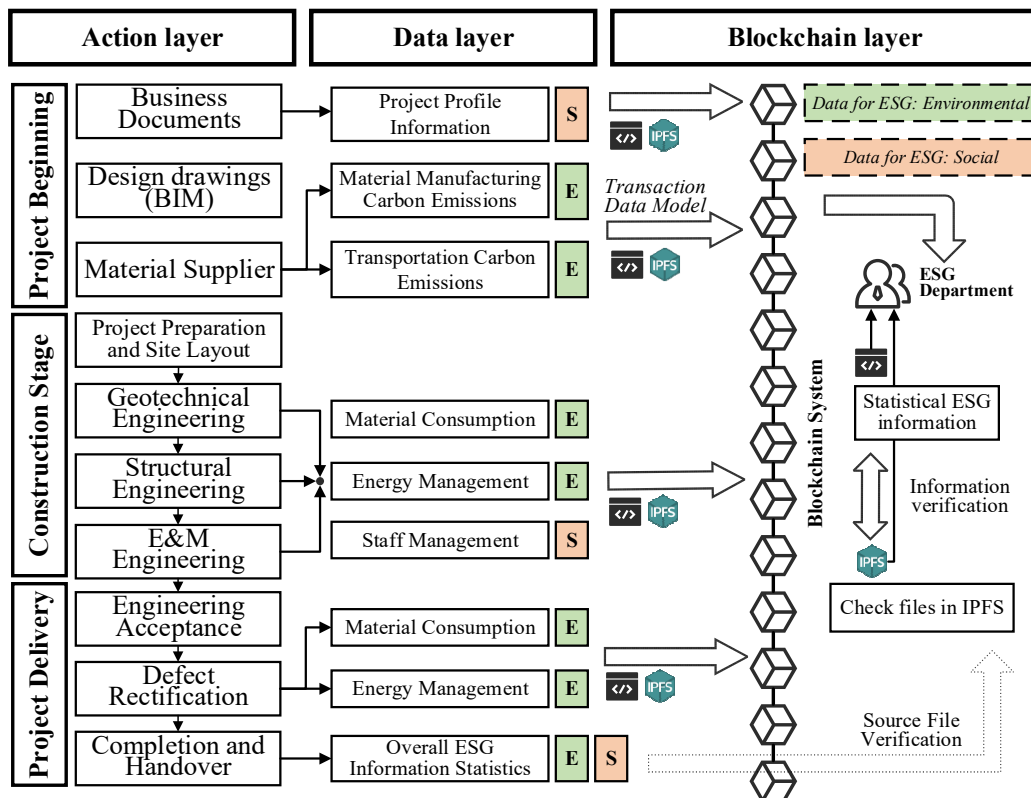 Action layer
Data layer
Blockchain layer
Project Beginning
Business
Documents
Project Profile
Information
S
</>
IPFS
Data for ESG: Environmental
Data for ESG: Social
Design drawings
(BIM)
Material Manufacturing
Carbon Emissions
E
Transaction
Data Model
Material Supplier
Transportation Carbon
Emissions
E
</>
IPFS
ESG
Department
Construction Stage
Project Preparation
and Site Layout
Geotechnical
Engineering
Material Consumption
E
Structural
Engineering
Energy Management
E
</>
IPFS
E&M
Engineering
Staff Management
S
Blockchain System
</>
Statistical ESG
information
Information
verification
IPFS
Check files in IPFS
Project Delivery
Engineering
Acceptance
Material Consumption
E
Defect
Rectification
Energy Management
E
</>
IPFS
Completion and
Handover
Overall ESG
Information Statistics
E
S
Source File
Verification